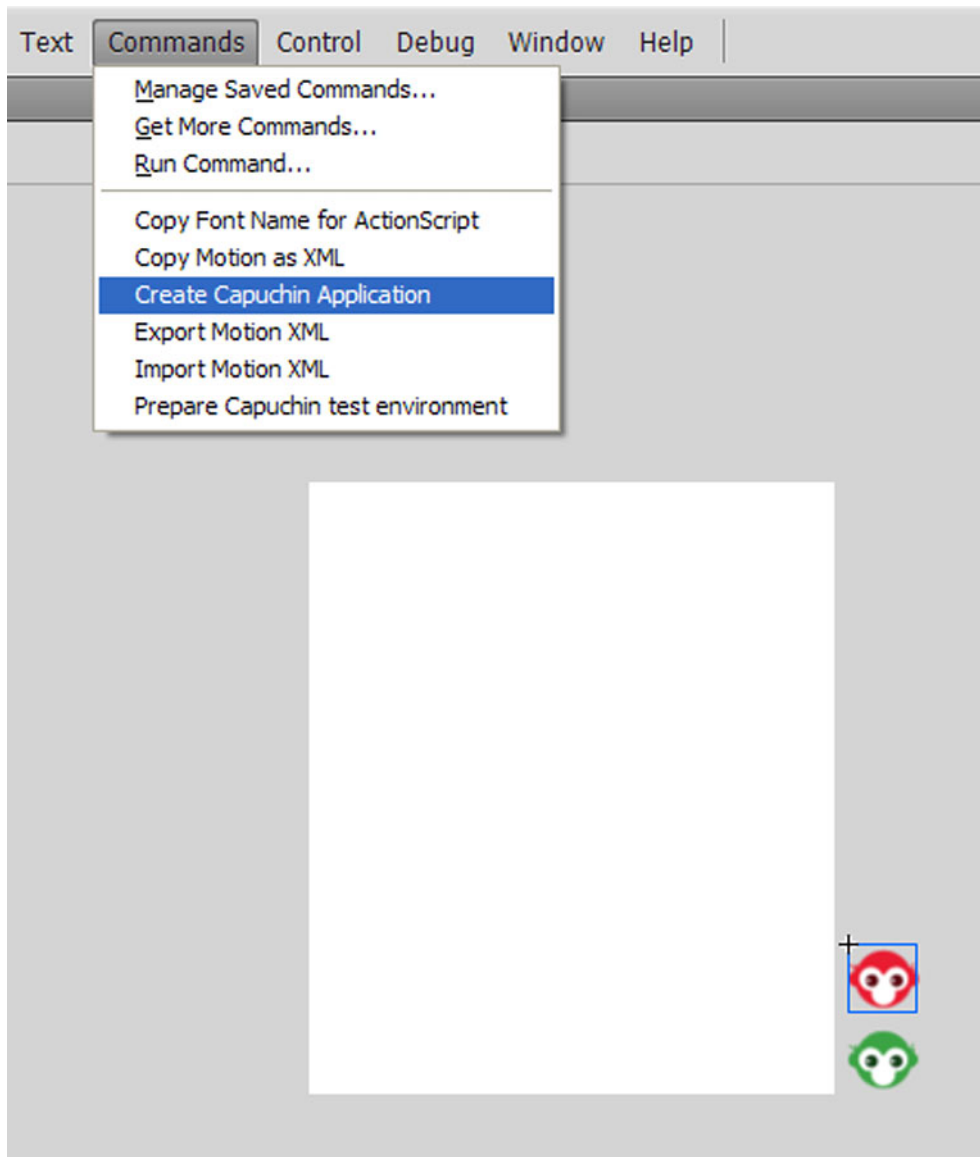 Text Commands Control Debug Window Help
Manage Saved Commands...
Get More Commands...
Run Command...
Copy Font Name for ActionScript
Copy Motion as XML
Create Capuchin Application
Export Motion XML
Import Motion XML
Prepare Capuchin test environment